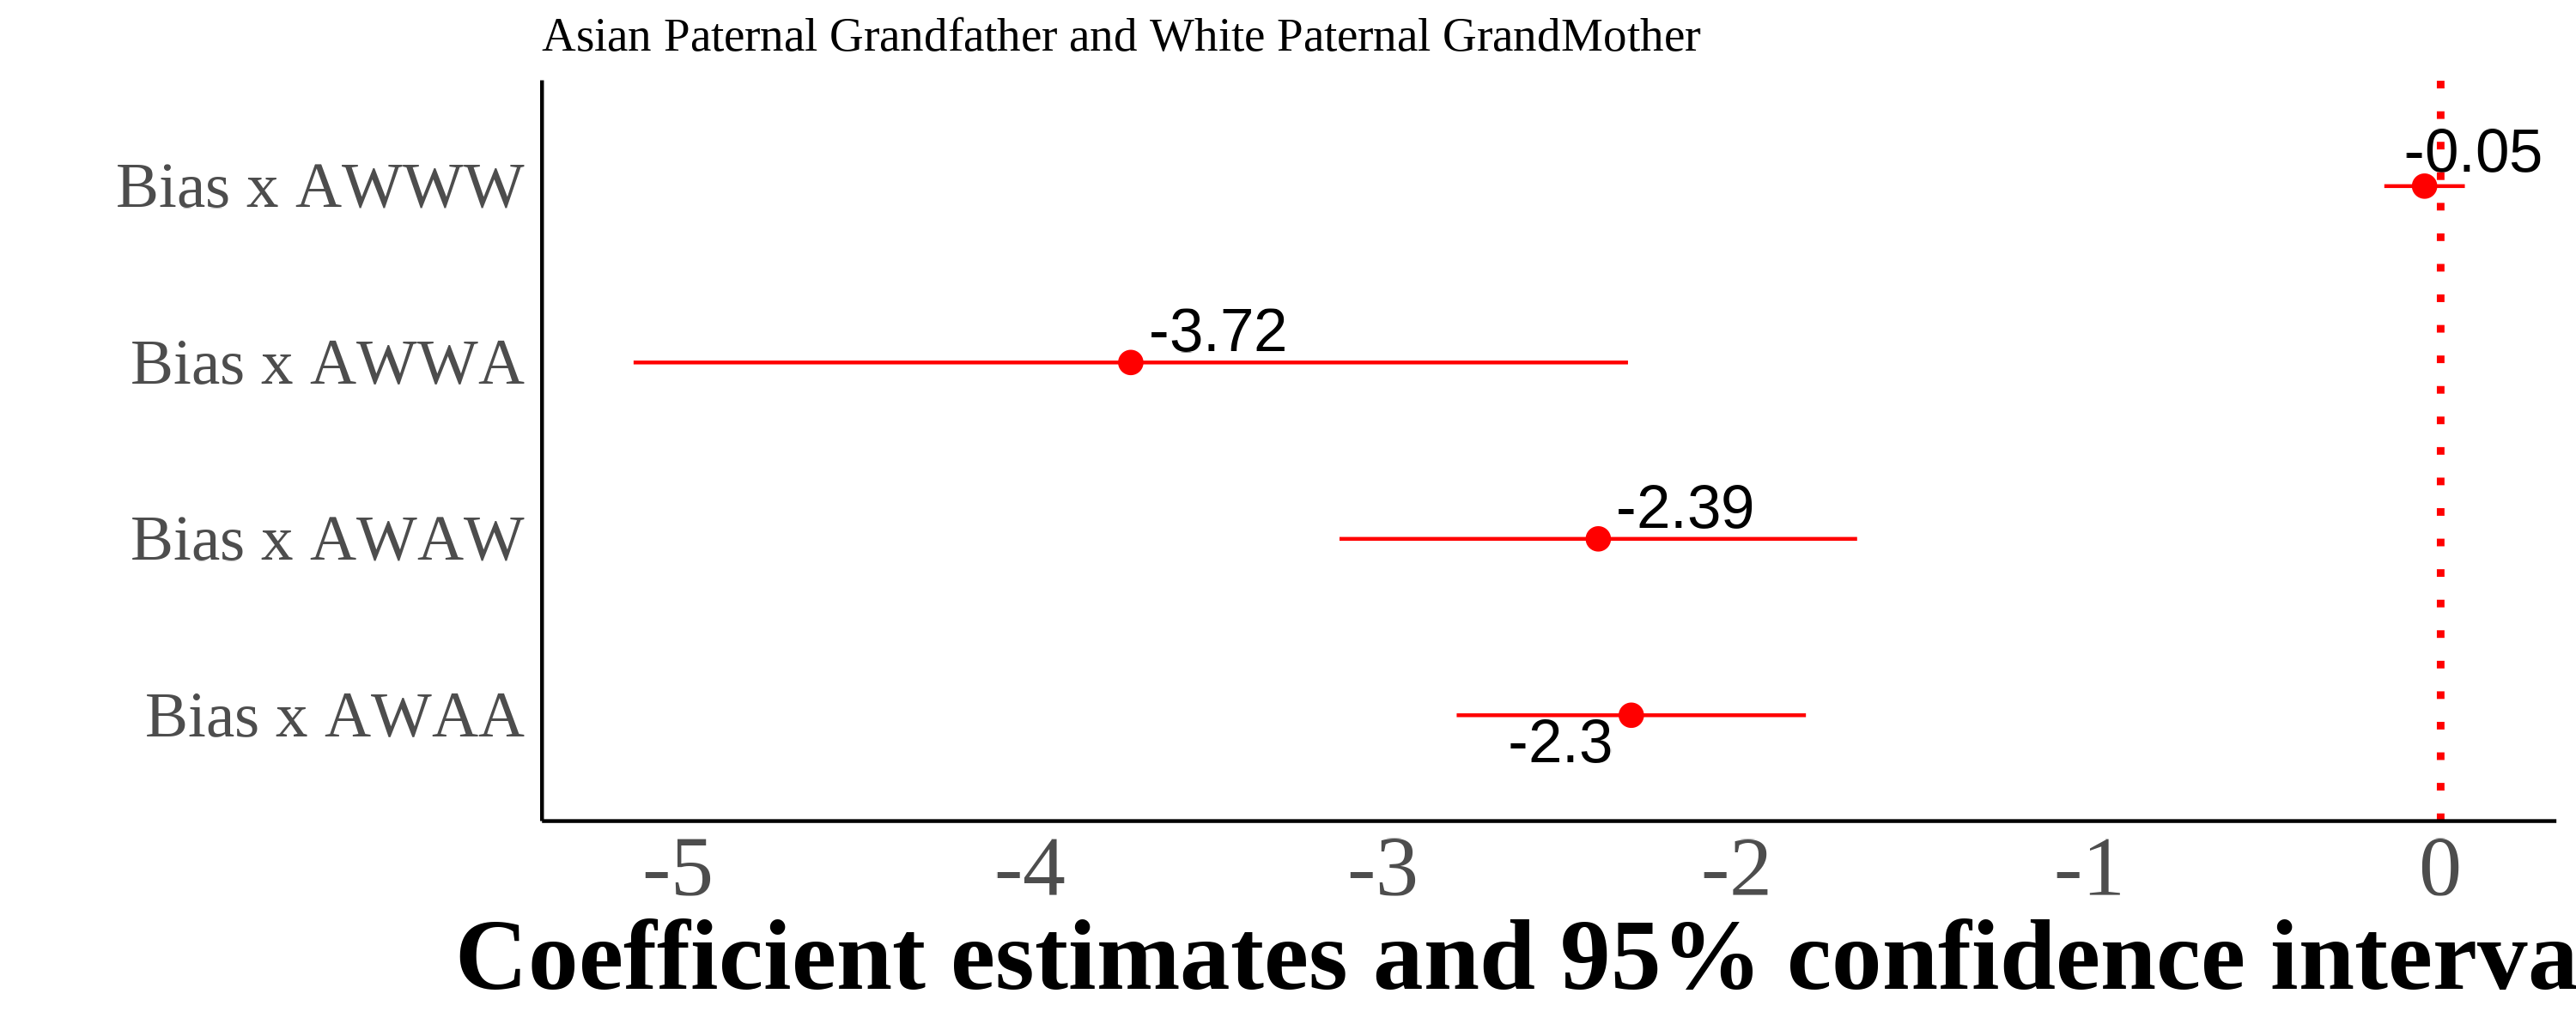 Asian Paternal Grandfather and White Paternal GrandMother
-0.05
Bias x AWWW
-3.72
Bias x AWWA
-2.39
Bias x AWAW
Bias x AWAA
-2.3
-5 -4 -3 -2 -1 0
Coefficient estimates and 95% confidence interva